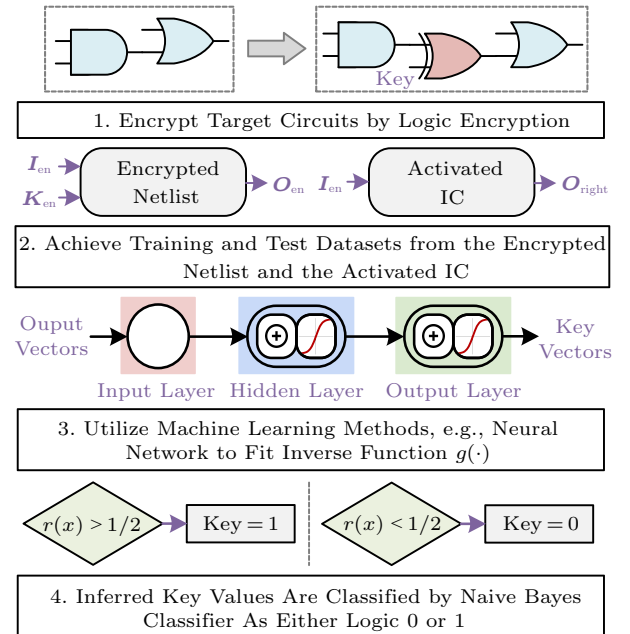 Key
1. Encrypt Target Circuits by Logic Encryption
I_en
K_en
Encrypted
Netlist
O_en
I_en
Activated
IC
O_right
2. Achieve Training and Test Datasets from the Encrypted
Netlist and the Activated IC
Ouput
Vectors
Key
Vectors
Input Layer
Hidden Layer
Output Layer
3. Utilize Machine Learning Methods, e.g., Neural
Network to Fit Inverse Function g(·)
r(x) > 1/2
Key = 1
r(x) < 1/2
Key = 0
4. Inferred Key Values Are Classified by Naive Bayes
Classifier As Either Logic 0 or 1